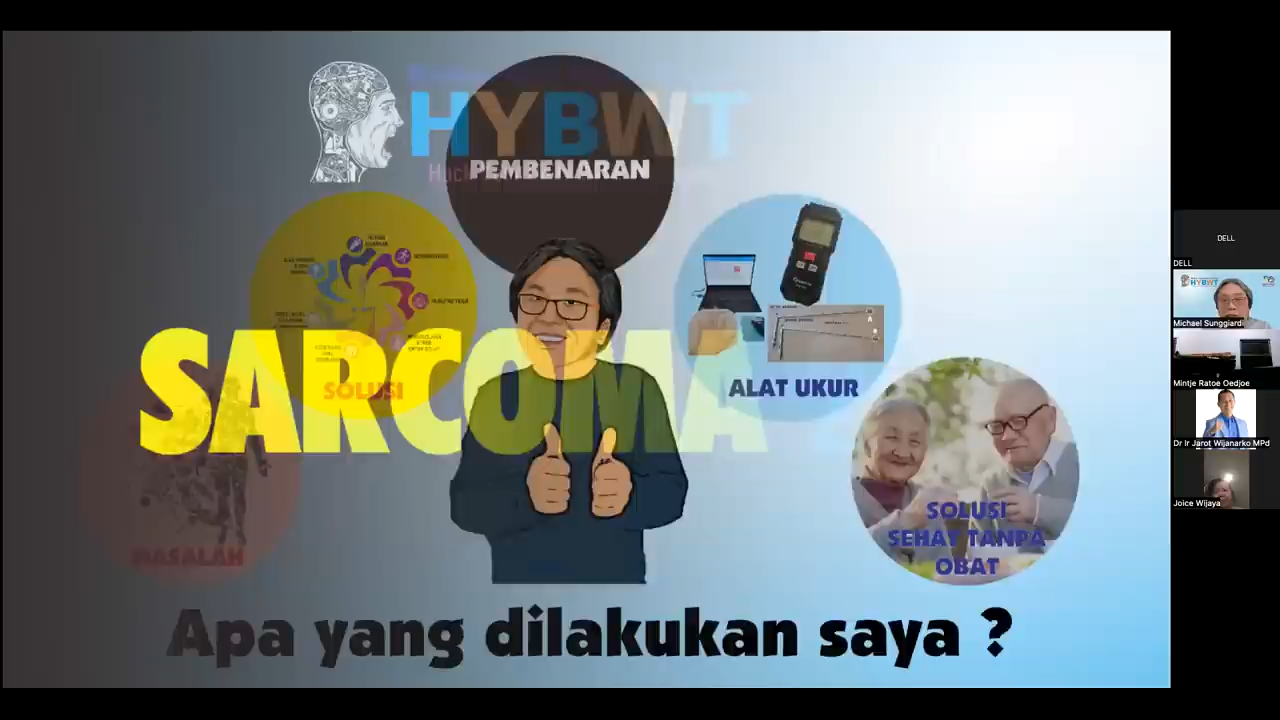 HYBWT
PEMBENARAN
SOLUSI
SARCOMA
ALAT UKUR
MASALAH
SOLUSI
SEHAT TANPA
OBAT
Apa yang dilakukan saya ?
DELL
DELL
HYBWT
Michael Sunggiardi
Mintje Ratoe Oedjoe
Dr Ir Jarot Wijanarko MPd
Joice Wijaya